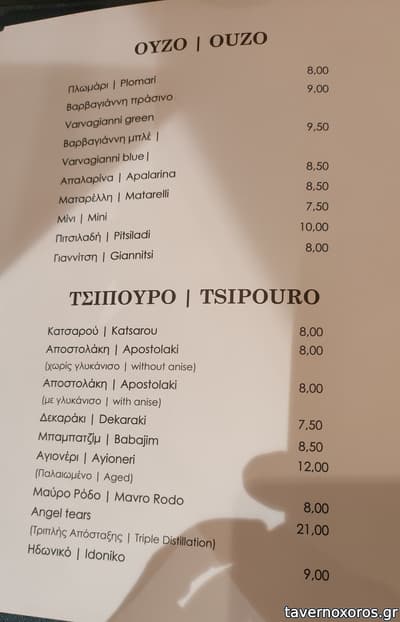 ΟΥΖΟ | OUZO
Πλωμάρι | Plomari 8,00
Βαρβαγιάννη πράσινο 9,00
Varvagianni green
Βαρβαγιάννη μπλέ | 9,50
Varvagianni blue|
Απαλαρίνα | Apalarina 8,50
Ματαρέλλη | Matarelli 8,50
Μίνι | Mini 7,50
Πιτσιλαδή | Pitsiladi 10,00
Γιαννίτση | Giannitsi 8,00
ΤΣΙΠΟΥΡΟ | TSIPOURO
Κατσαρού | Katsarou 8,00
Αποστολάκη | Apostolaki 8,00
(χωρίς γλυκάνισο | without anise)
Αποστολάκη | Apostolaki 8,00
(με γλυκάνισο | with anise)
Δεκαράκι | Dekaraki 7,50
Μπαμπατζίμ | Babajim 8,50
Αγιονέρι | Ayioneri 12,00
(Παλαιωμένο | Aged)
Μαύρο Ρόδο | Mavro Rodo 8,00
Angel tears 21,00
(Τριπλής Απόσταξης | Triple Distillation)
Ηδωνικό | Idoniko 9,00
tavernoxoros.gr